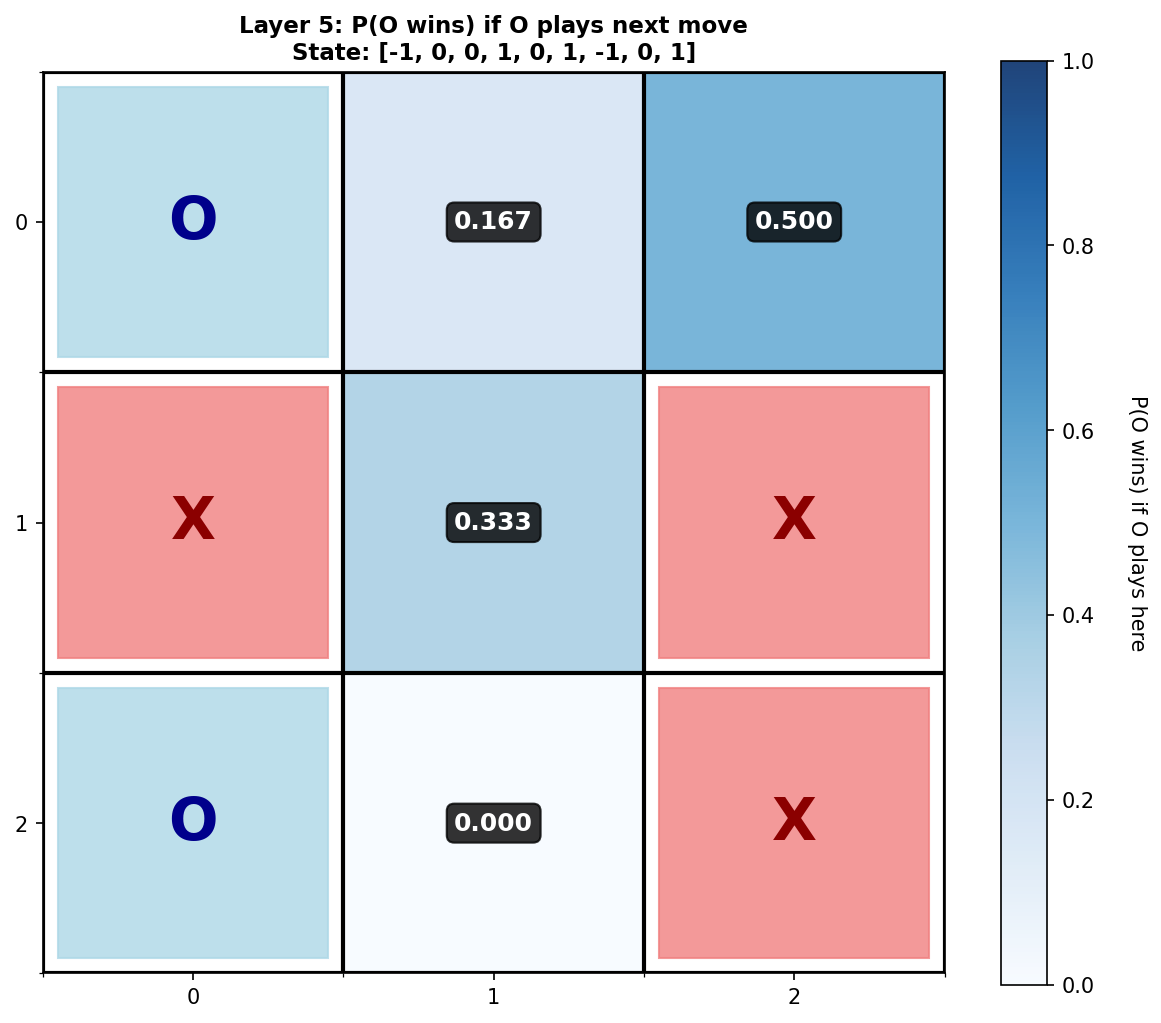 Layer 5: P(O wins) if O plays next move
State: [-1, 0, 0, 1, 0, 1, -1, 0, 1]
O
0.167
0.500
X
0.333
X
O
0.000
X
0
1
2
0
1
2
1.0
0.8
0.6
0.4
0.2
0.0
P(O wins) if O plays here